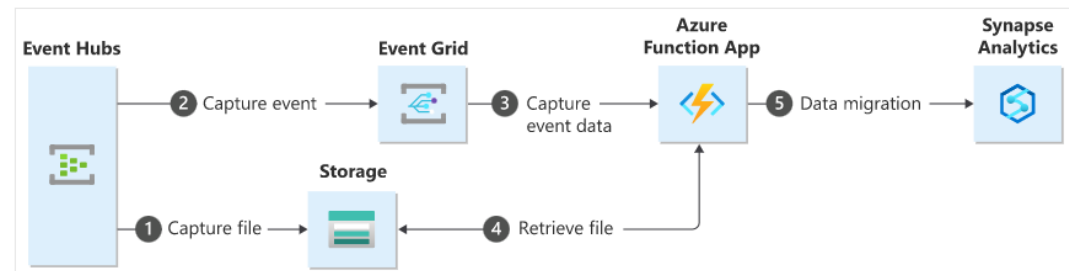 Event Hubs
Event Grid
Azure
Function App
Synapse
Analytics
2 Capture event
3 Capture
event data
5 Data migration
Storage
1 Capture file
4 Retrieve file